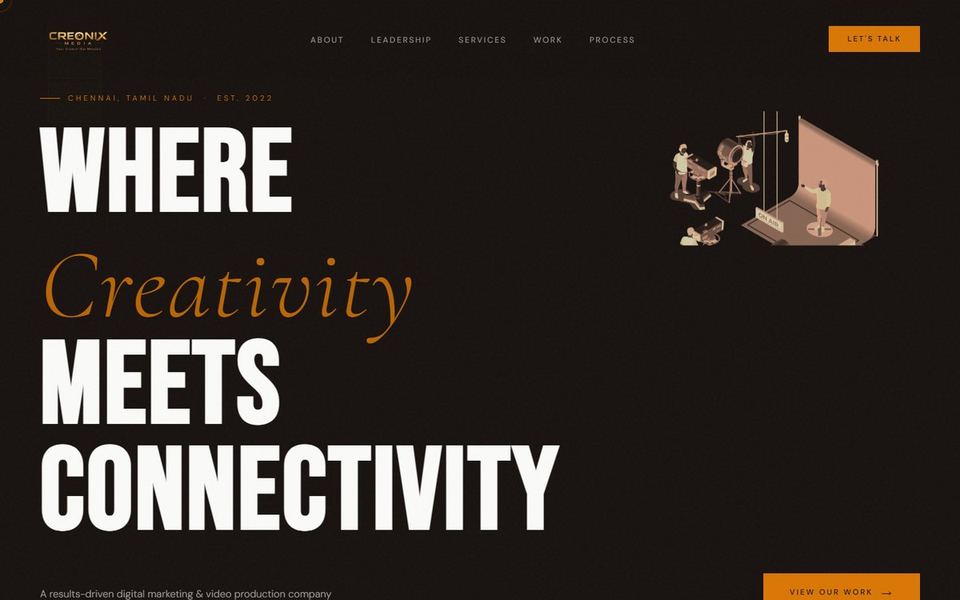 CREONIX
MEDIA
ABOUT
LEADERSHIP
SERVICES
WORK
PROCESS
LET'S TALK
CHENNAI, TAMIL NADU · EST. 2022
WHERE
Creativity
MEETS
CONNECTIVITY
ON AIR
A results-driven digital marketing & video production company
VIEW OUR WORK →